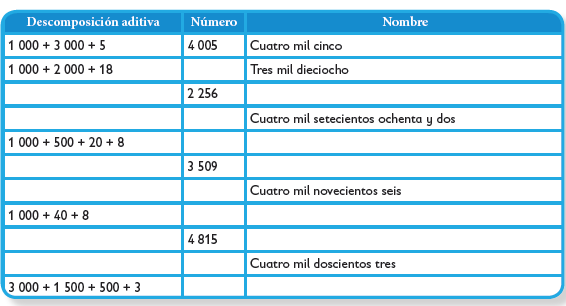 Descomposición aditiva Número Nombre
1 000 + 3 000 + 5 4 005 Cuatro mil cinco
1 000 + 2 000 + 18 Tres mil dieciocho
2 256
Cuatro mil setecientos ochenta y dos
1 000 + 500 + 20 + 8
3 509
Cuatro mil novecientos seis
1 000 + 40 + 8
4 815
Cuatro mil doscientos tres
3 000 + 1 500 + 500 + 3